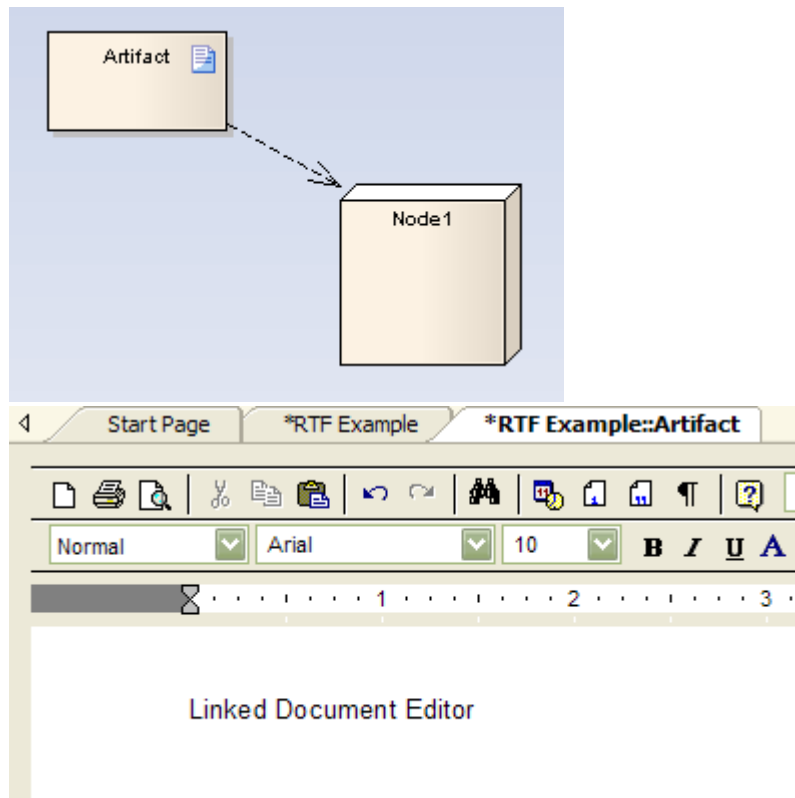 Artifact
Node1
Start Page *RTF Example *RTF Example::Artifact
Normal Arial 10 B I U A
1 2 3
Linked Document Editor